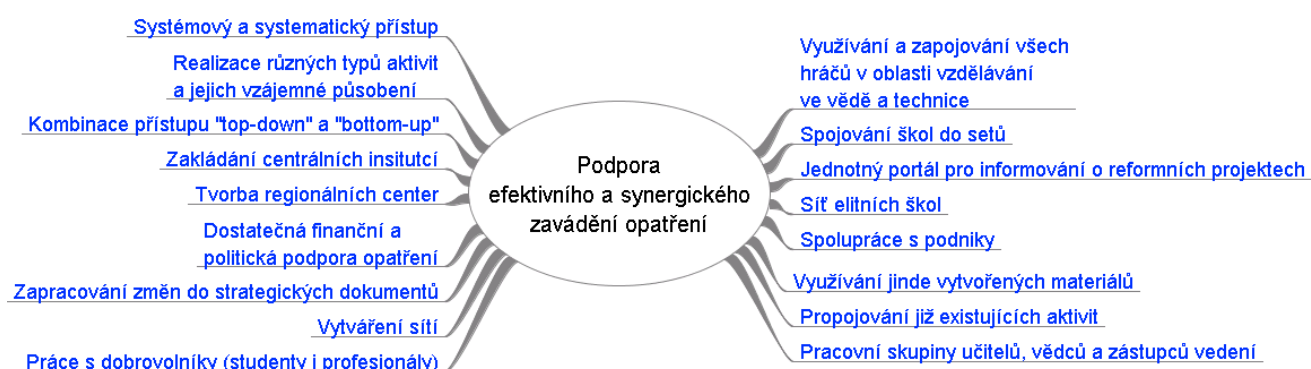 Systémový a systematický přístup
Realizace různých typů aktivit
a jejich vzájemné působení
Kombinace přístupu "top-down" a "bottom-up"
Zakládání centrálních insitutcí
Tvorba regionálních center
Dostatečná finanční a
politická podpora opatření
Zapracování změn do strategických dokumentů
Vytváření sítí
Práce s dobrovolníky (studenty i profesionály)
Podpora
efektivního a synergického
zavádění opatření
Využívání a zapojování všech
hráčů v oblasti vzdělávání
ve vědě a technice
Spojování škol do setů
Jednotný portál pro informování o reformních projektech
Síť elitních škol
Spolupráce s podniky
Využívání jinde vytvořených materiálů
Propojování již existujících aktivit
Pracovní skupiny učitelů, vědců a zástupců vedení